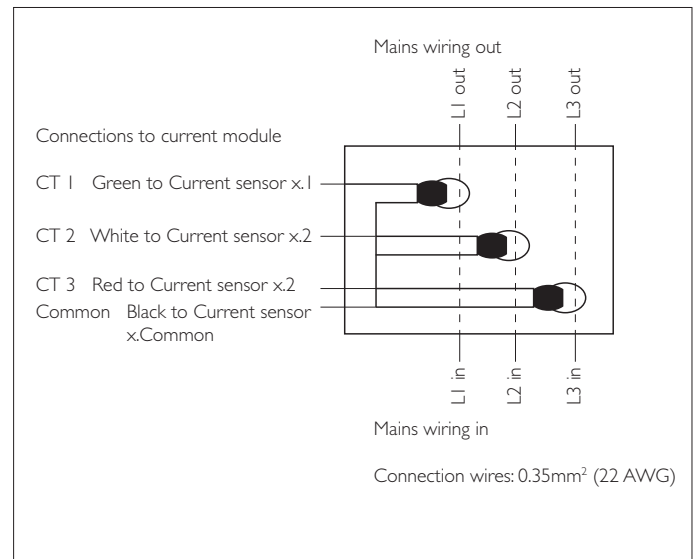 Mains wiring out
L1 out
L2 out
L3 out
Connections to current module
CT 1 Green to Current sensor x.1
CT 2 White to Current sensor x.2
CT 3 Red to Current sensor x.2
Common Black to Current sensor
x.Common
L1 in
L2 in
L3 in
Mains wiring in
Connection wires: 0.35mm² (22 AWG)